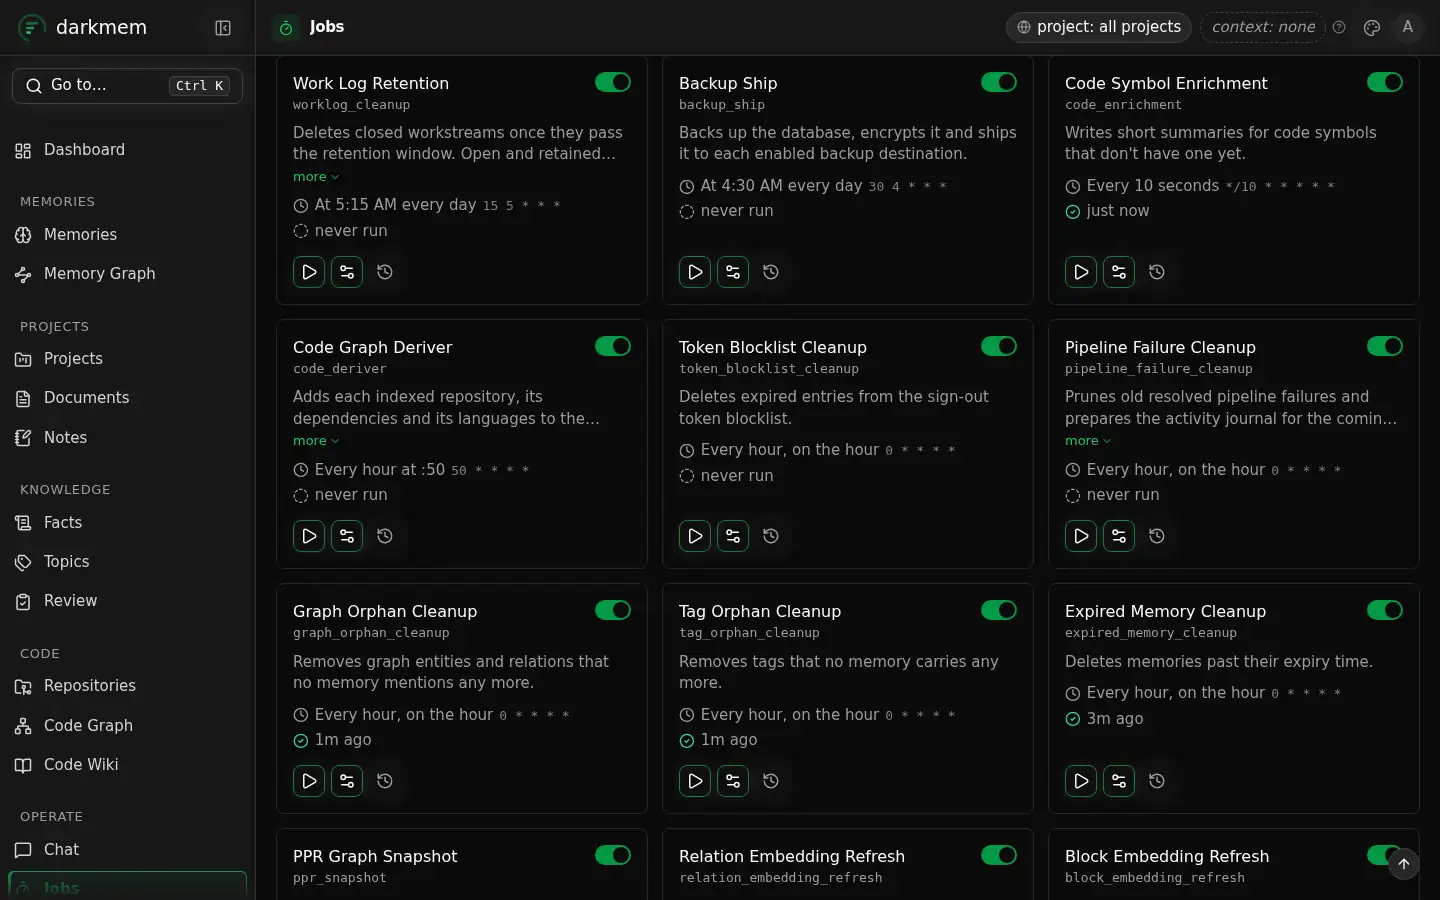 darkmem
Jobs
project: all projects
context: none
A
Go to...
Ctrl K
Dashboard
MEMORIES
Memories
Memory Graph
PROJECTS
Projects
Documents
Notes
KNOWLEDGE
Facts
Topics
Review
CODE
Repositories
Code Graph
Code Wiki
OPERATE
Chat
Jobs
Work Log Retention
worklog_cleanup
Deletes closed workstreams once they pass
the retention window. Open and retained...
more
At 5:15 AM every day 15 5 * * *
never run
Backup Ship
backup_ship
Backs up the database, encrypts it and ships
it to each enabled backup destination.
At 4:30 AM every day 30 4 * * *
never run
Code Symbol Enrichment
code_enrichment
Writes short summaries for code symbols
that don't have one yet.
Every 10 seconds */10 * * * * *
just now
Code Graph Deriver
code_deriver
Adds each indexed repository, its
dependencies and its languages to the...
more
Every hour at :50 50 * * * *
never run
Token Blocklist Cleanup
token_blocklist_cleanup
Deletes expired entries from the sign-out
token blocklist.
Every hour, on the hour 0 * * * *
never run
Pipeline Failure Cleanup
pipeline_failure_cleanup
Prunes old resolved pipeline failures and
prepares the activity journal for the comin...
more
Every hour, on the hour 0 * * * *
never run
Graph Orphan Cleanup
graph_orphan_cleanup
Removes graph entities and relations that
no memory mentions any more.
Every hour, on the hour 0 * * * *
1m ago
Tag Orphan Cleanup
tag_orphan_cleanup
Removes tags that no memory carries any
more.
Every hour, on the hour 0 * * * *
1m ago
Expired Memory Cleanup
expired_memory_cleanup
Deletes memories past their expiry time.
Every hour, on the hour 0 * * * *
3m ago
PPR Graph Snapshot
ppr_snapshot
Relation Embedding Refresh
relation_embedding_refresh
Block Embedding Refresh
block_embedding_refresh